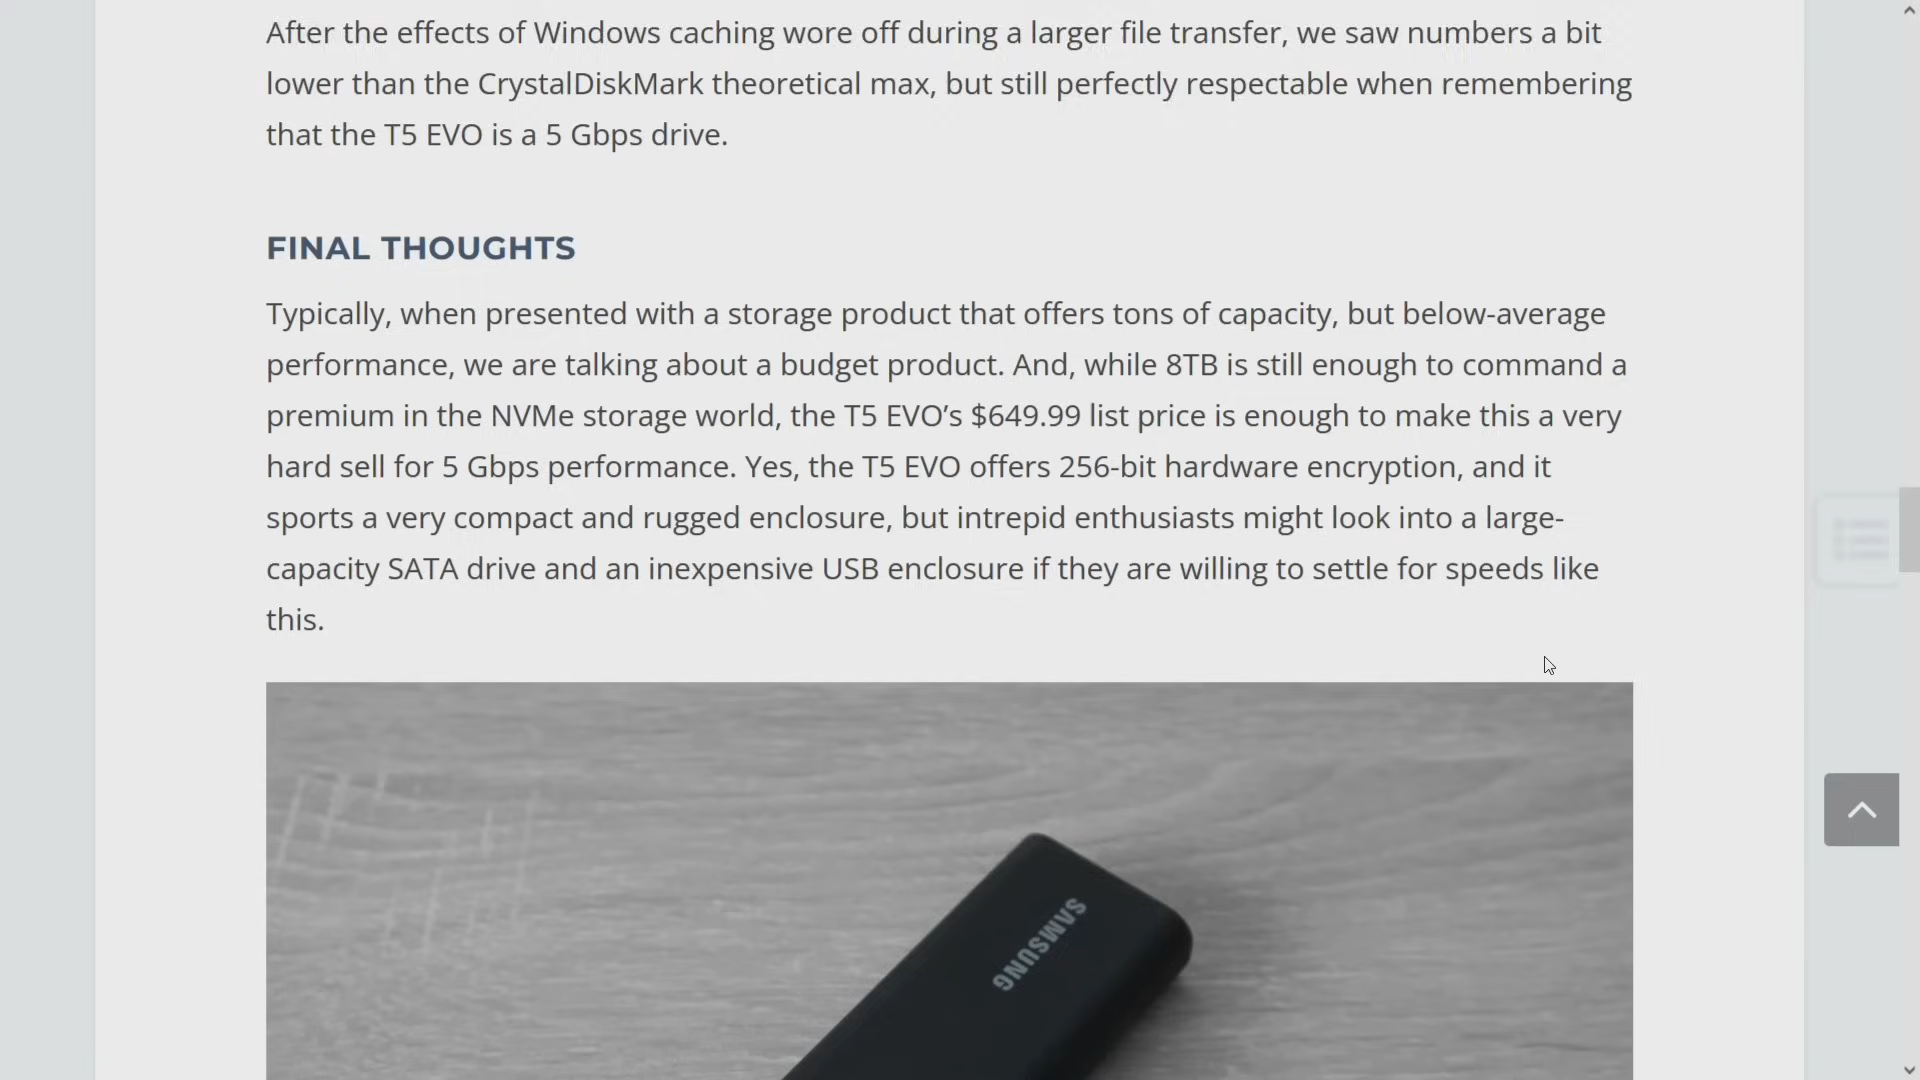 After the effects of Windows caching wore off during a larger file transfer, we saw numbers a bit
lower than the CrystalDiskMark theoretical max, but still perfectly respectable when remembering
that the T5 EVO is a 5 Gbps drive.
FINAL THOUGHTS
Typically, when presented with a storage product that offers tons of capacity, but below-average
performance, we are talking about a budget product. And, while 8TB is still enough to command a
premium in the NVMe storage world, the T5 EVO’s $649.99 list price is enough to make this a very
hard sell for 5 Gbps performance. Yes, the T5 EVO offers 256-bit hardware encryption, and it
sports a very compact and rugged enclosure, but intrepid enthusiasts might look into a large-
capacity SATA drive and an inexpensive USB enclosure if they are willing to settle for speeds like
this.
SAMSUNG